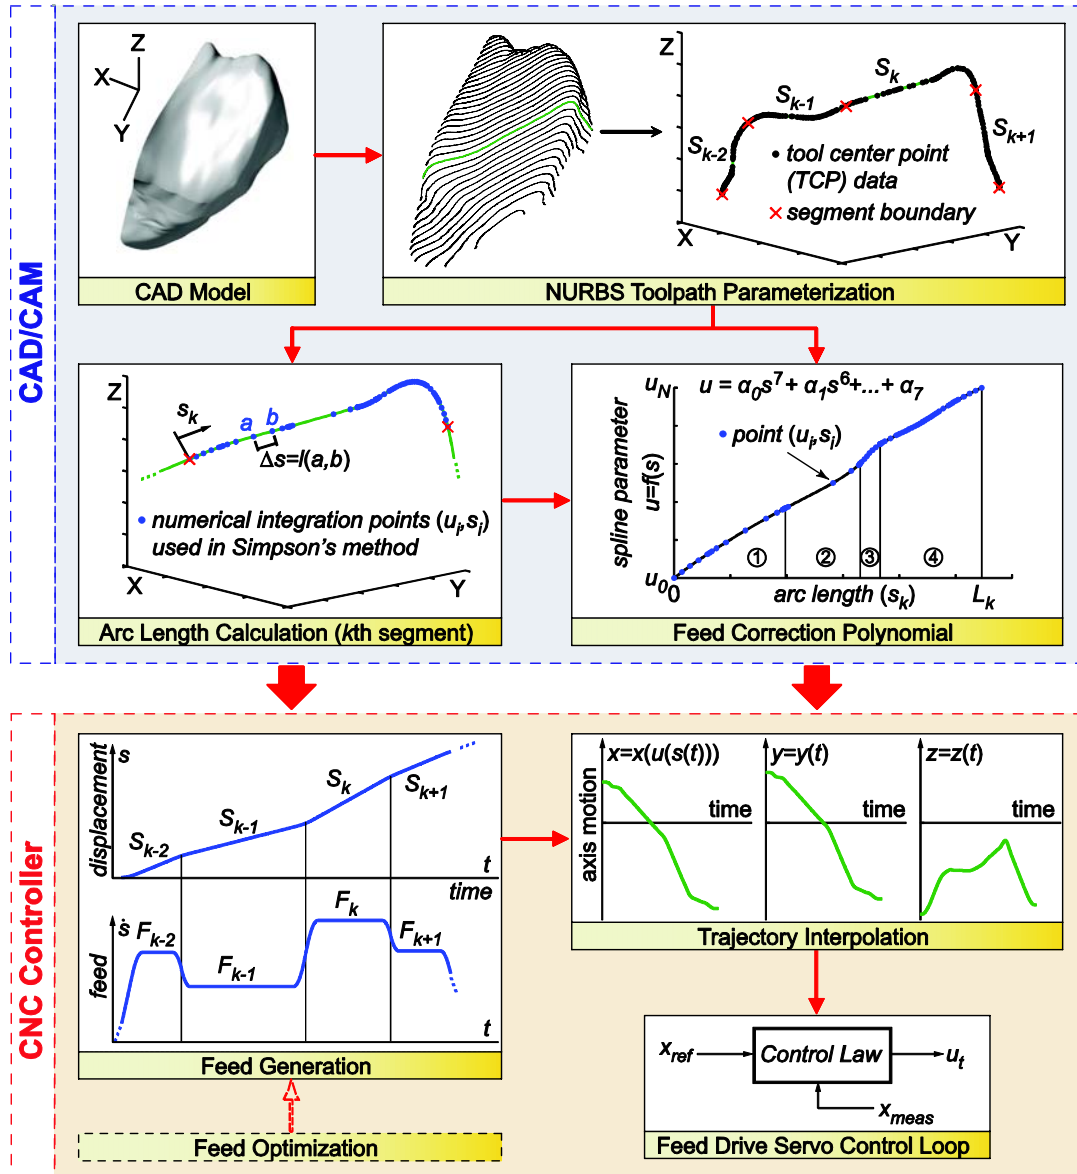 CAD/CAM
Z
X
Y
CAD Model
Z
S_k
S_{k-1}
S_{k-2}
S_{k+1}
• tool center point
(TCP) data
× segment boundary
X
Y
NURBS Toolpath Parameterization
Z
s_k
a
b
Δs=l(a,b)
• numerical integration points (u_i,s_i)
used in Simpson's method
X
Y
Arc Length Calculation (kth segment)
u_N
u = α_0s^7 + α_1s^6+...+ α_7
• point (u_i,s_i)
spline parameter
u=f(s)
① ② ③ ④
u_0
0
arc length (s_k)
L_k
Feed Correction Polynomial
CNC Controller
s
displacement
S_{k-2}
S_{k-1}
S_k
S_{k+1}
t
time
ṡ
feed
F_{k-2}
F_{k-1}
F_k
F_{k+1}
t
Feed Generation
Feed Optimization
x=x(u(s(t)))
y=y(t)
z=z(t)
axis motion
time
time
time
Trajectory Interpolation
x_{ref}
Control Law
u_t
x_{meas}
Feed Drive Servo Control Loop